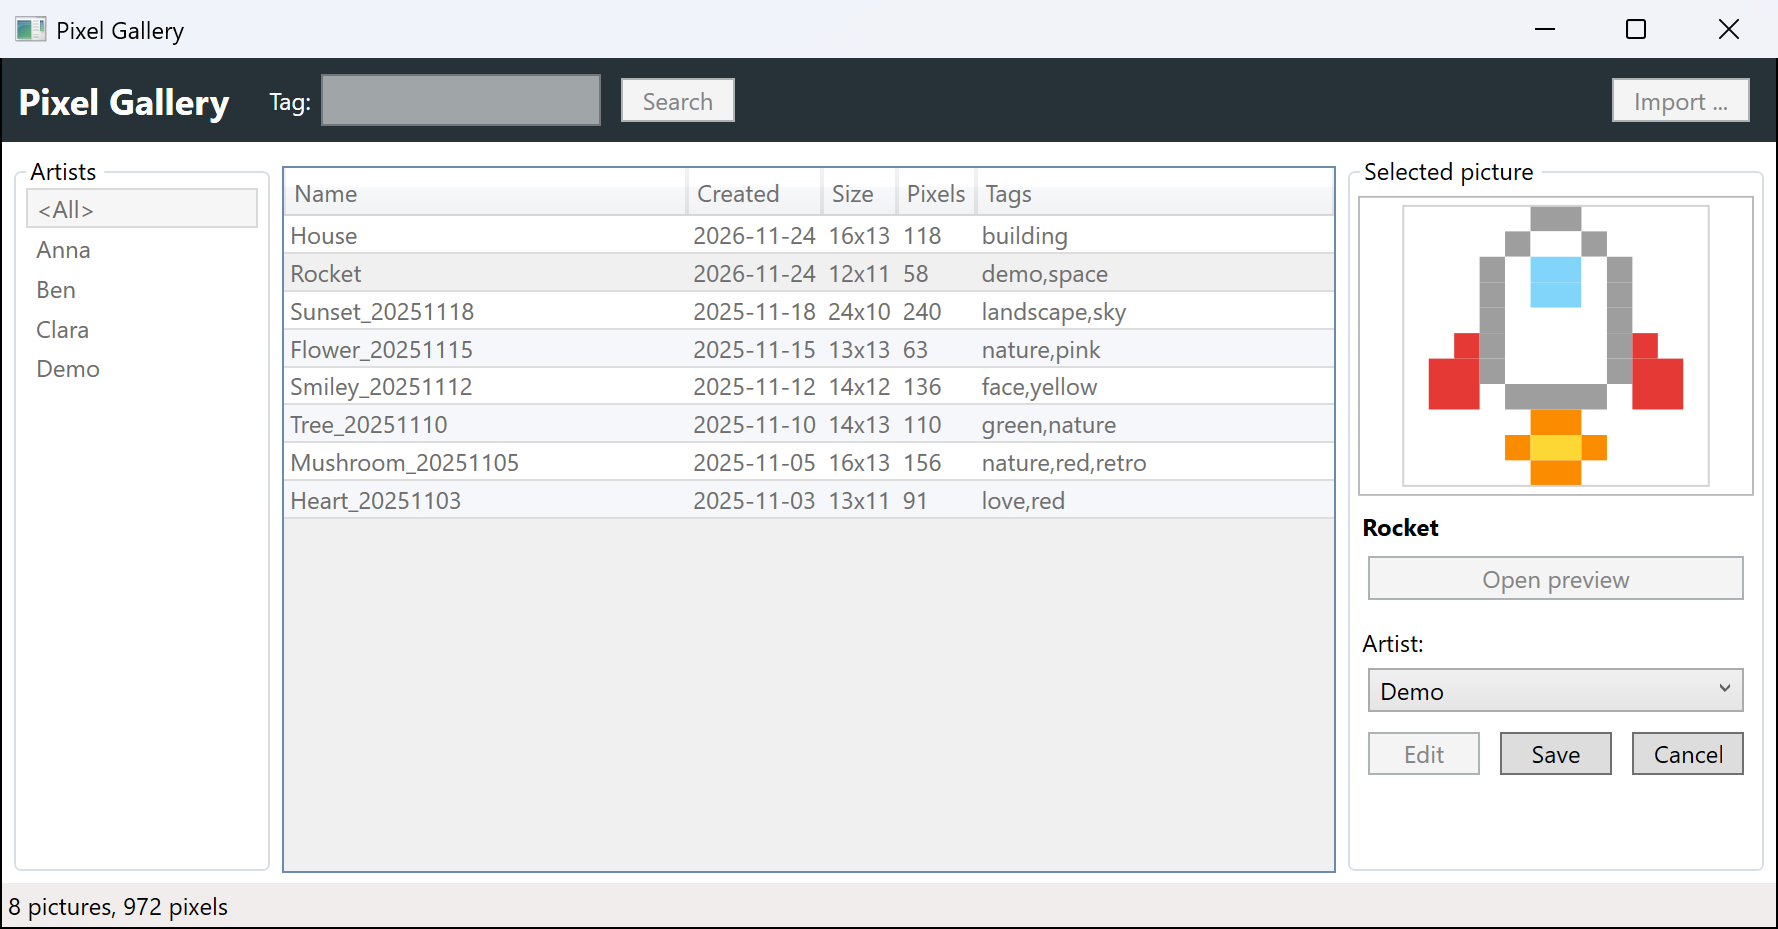 Pixel Gallery
Pixel Gallery Tag: Search Import ...
Artists
<All>
Anna
Ben
Clara
Demo
Name Created Size Pixels Tags
House 2026-11-24 16x13 118 building
Rocket 2026-11-24 12x11 58 demo,space
Sunset_20251118 2025-11-18 24x10 240 landscape,sky
Flower_20251115 2025-11-15 13x13 63 nature,pink
Smiley_20251112 2025-11-12 14x12 136 face,yellow
Tree_20251110 2025-11-10 14x13 110 green,nature
Mushroom_20251105 2025-11-05 16x13 156 nature,red,retro
Heart_20251103 2025-11-03 13x11 91 love,red
Selected picture
Rocket
Open preview
Artist:
Demo
Edit Save Cancel
8 pictures, 972 pixels